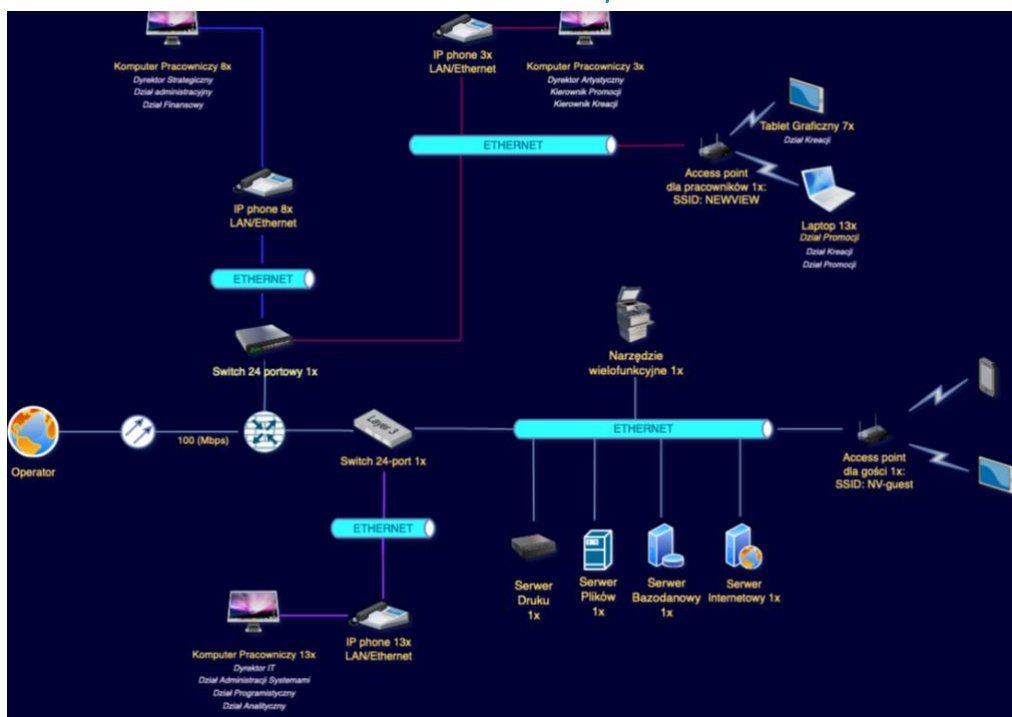 Komputer Pracowniczy 8x
Dyrektor Strategiczny
Dział administracyjny
Dział Finansowy
IP phone 3x
LAN/Ethernet
Komputer Pracowniczy 3x
Dyrektor Artystyczny
Kierownik Promocji
Kierownik Kreacji
ETHERNET
Tablet Graficzny 7x
Dział Kreacji
Access point
dla pracowników 1x:
SSID: NEWVIEW
Laptop 13x
Dział Promocji
Dział Kreacji
Dział Promocji
IP phone 8x
LAN/Ethernet
ETHERNET
Switch 24 portowy 1x
Narzędzie
wielofunkcyjne 1x
Operator
100 (Mbps)
Layer 3
Switch 24-port 1x
ETHERNET
Access point
dla gości 1x:
SSID: NV-guest
ETHERNET
Serwer
Druku
1x
Serwer
Plików
1x
Serwer
Bazodanowy
1x
Serwer
Internetowy 1x
Komputer Pracowniczy 13x
Dyrektor IT
Dział Administracji Systemami
Dział Programistyczny
Dział Analityczny
IP phone 13x
LAN/Ethernet